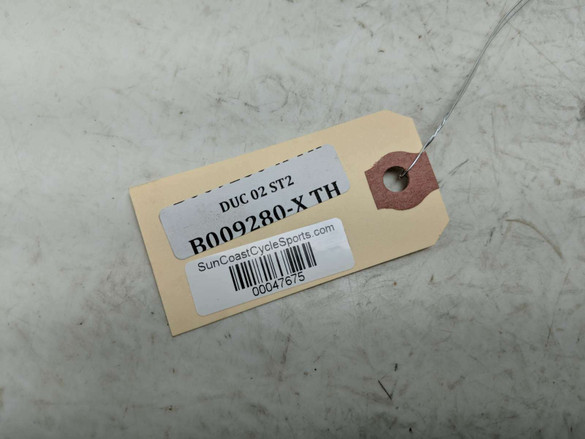 DUC 02 ST2
B009280-X TH
SunCoastCycleSports.com
00047675